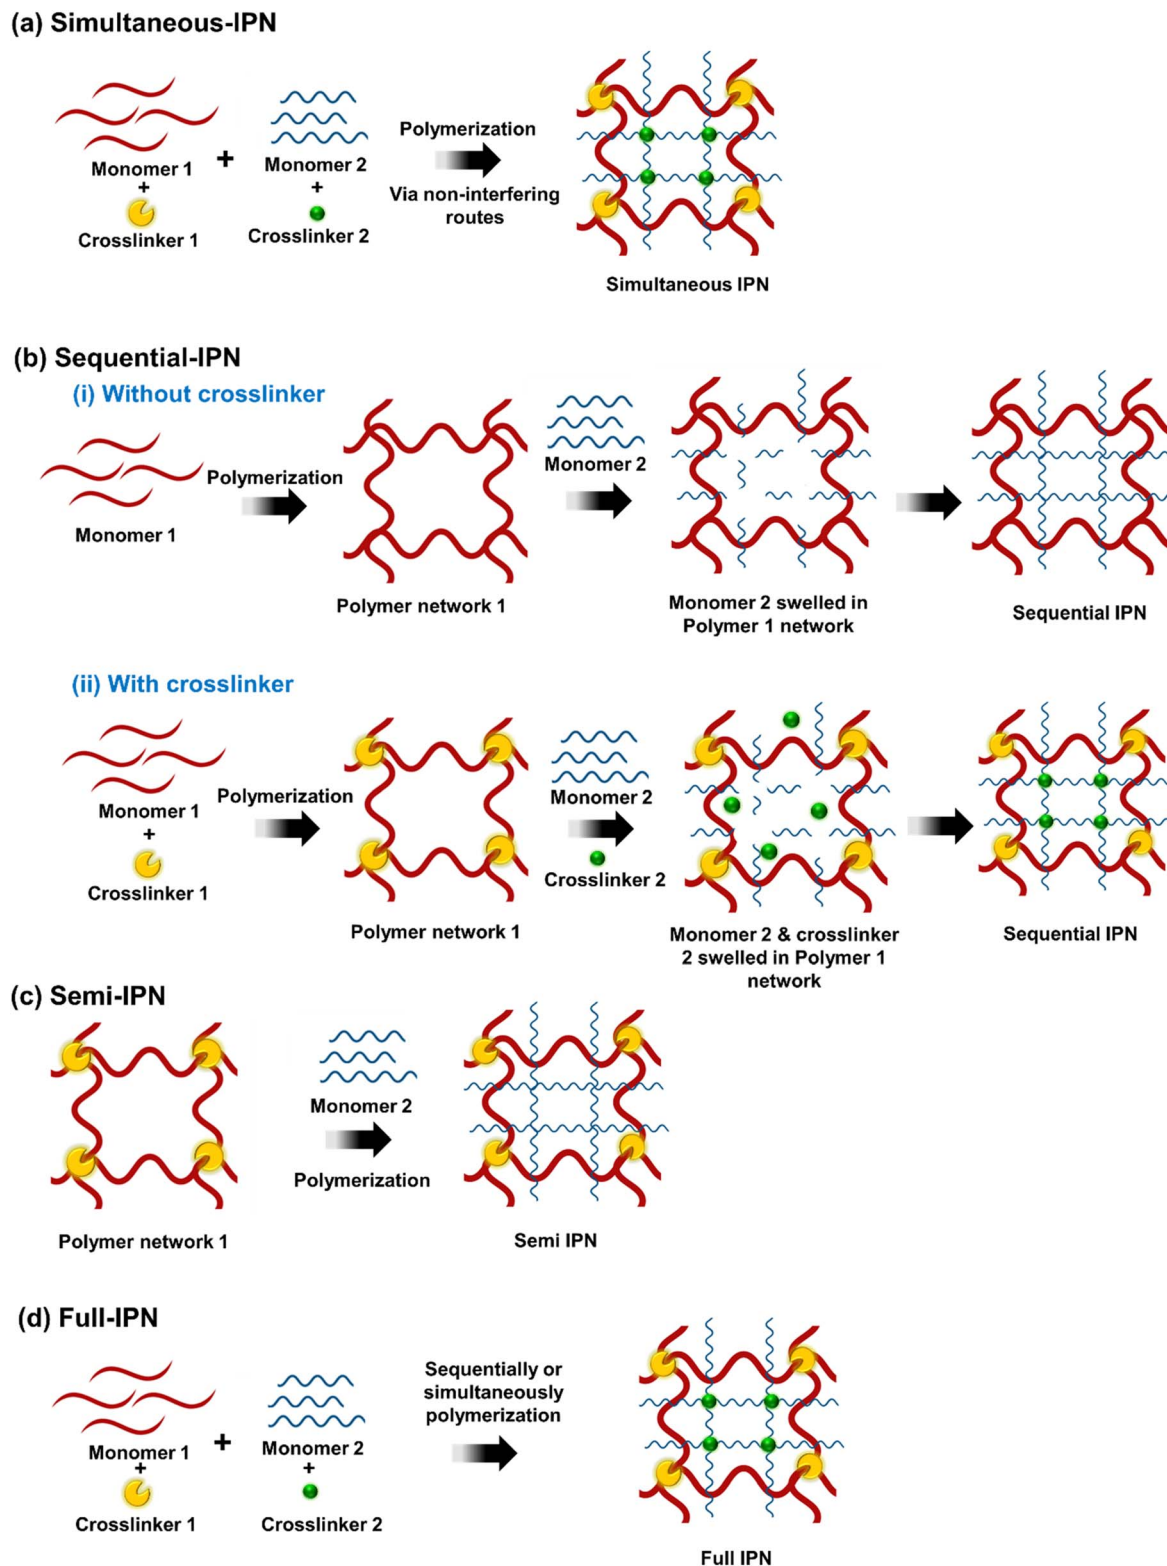 (a) Simultaneous-IPN
Monomer 1
+
Crosslinker 1
+
Monomer 2
+
Crosslinker 2
Polymerization
Via non-interfering
routes
Simultaneous IPN
(b) Sequential-IPN
(i) Without crosslinker
Monomer 1
Polymerization
Polymer network 1
Monomer 2
Monomer 2 swelled in
Polymer 1 network
Sequential IPN
(ii) With crosslinker
Monomer 1
+
Crosslinker 1
Polymerization
Polymer network 1
Monomer 2
Crosslinker 2
Monomer 2 & crosslinker
2 swelled in Polymer 1
network
Sequential IPN
(c) Semi-IPN
Polymer network 1
Monomer 2
Polymerization
Semi IPN
(d) Full-IPN
Monomer 1
+
Crosslinker 1
+
Monomer 2
+
Crosslinker 2
Sequentially or
simultaneously
polymerization
Full IPN